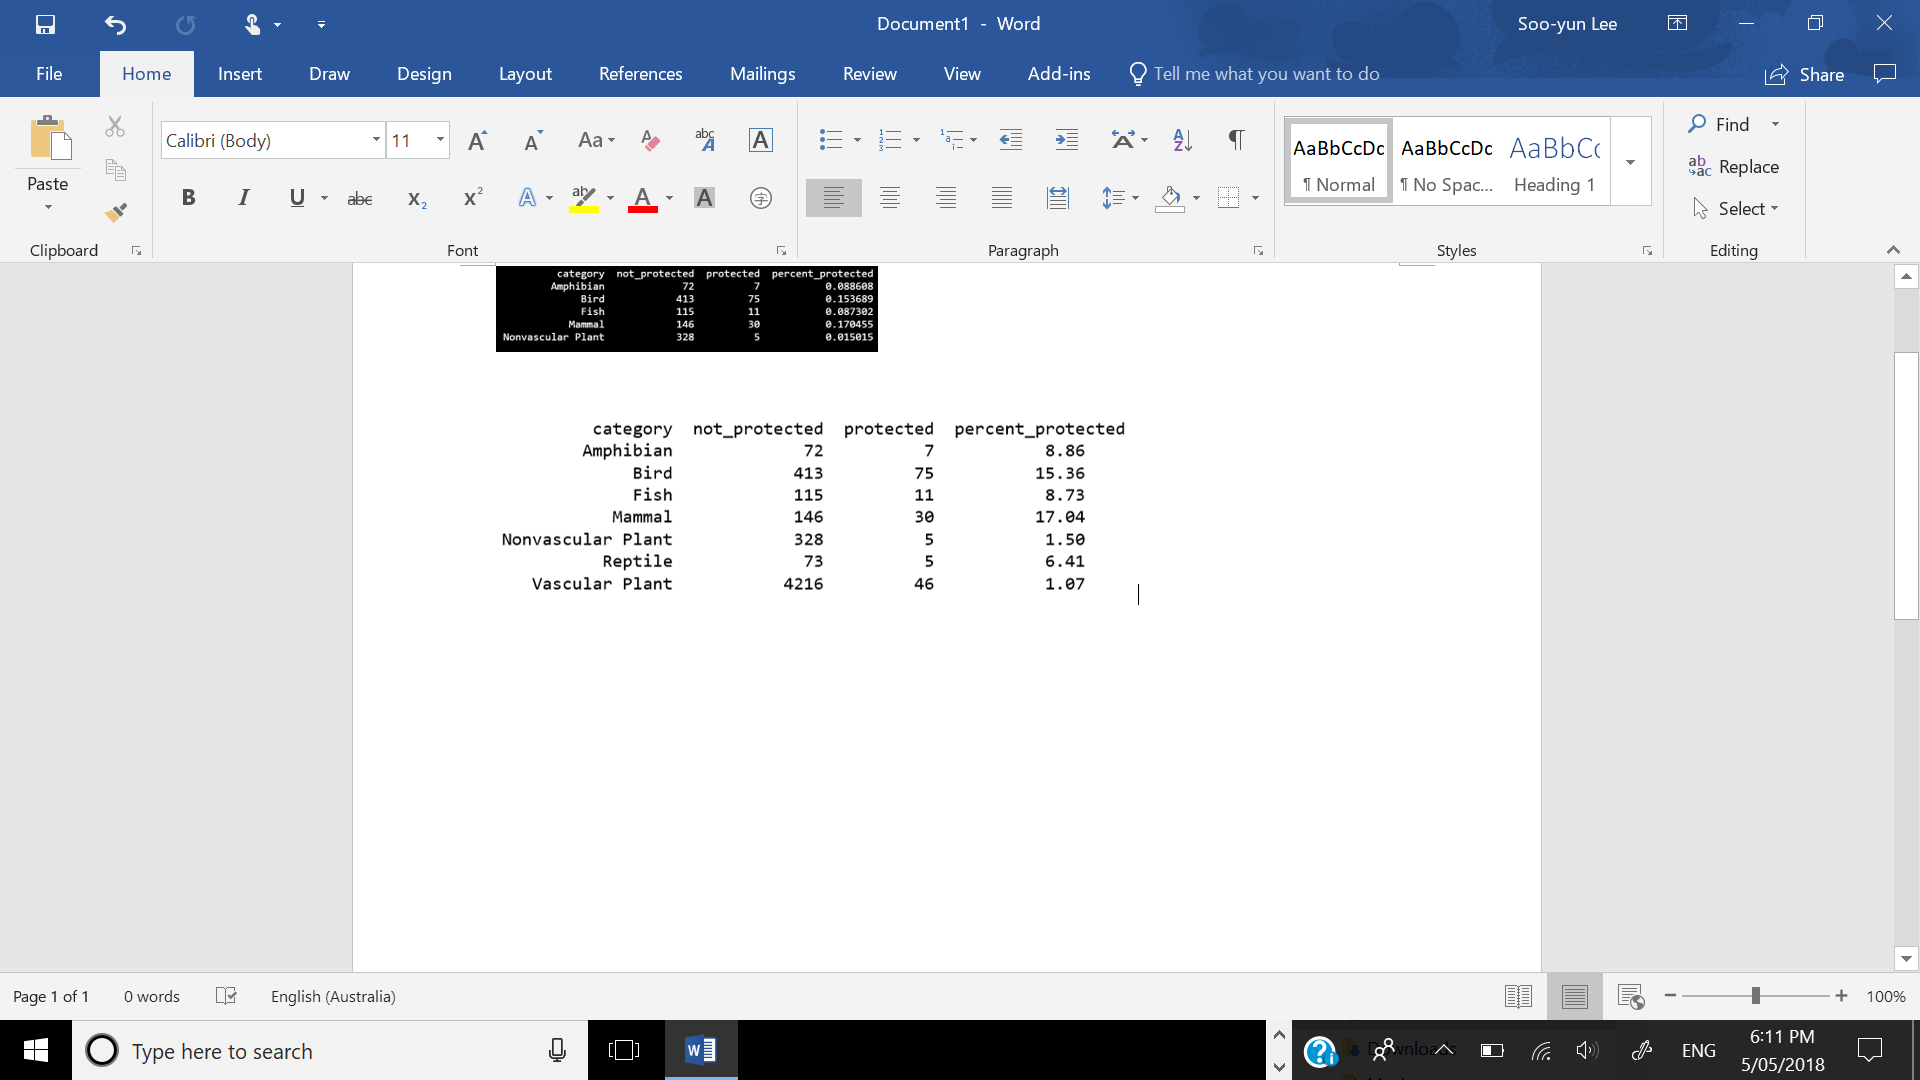 Document1 - Word
Soo-yun Lee
File Home Insert Draw Design Layout References Mailings Review View Add-ins Tell me what you want to do Share
Paste
Clipboard
Calibri (Body) 11
Font
Paragraph
AaBbCcDc AaBbCcDc AaBbCc
¶ Normal ¶ No Spac... Heading 1
Styles
Find
Replace
Select
Editing
category not_protected protected percent_protected
Amphibian 72 7 0.088608
Bird 413 75 0.153689
Fish 115 11 0.087302
Mammal 146 30 0.170455
Nonvascular Plant 328 5 0.015015
category not_protected protected percent_protected
Amphibian 72 7 8.86
Bird 413 75 15.36
Fish 115 11 8.73
Mammal 146 30 17.04
Nonvascular Plant 328 5 1.50
Reptile 73 5 6.41
Vascular Plant 4216 46 1.07
Page 1 of 1 0 words English (Australia) 100%
Type here to search
ENG
6:11 PM
5/05/2018